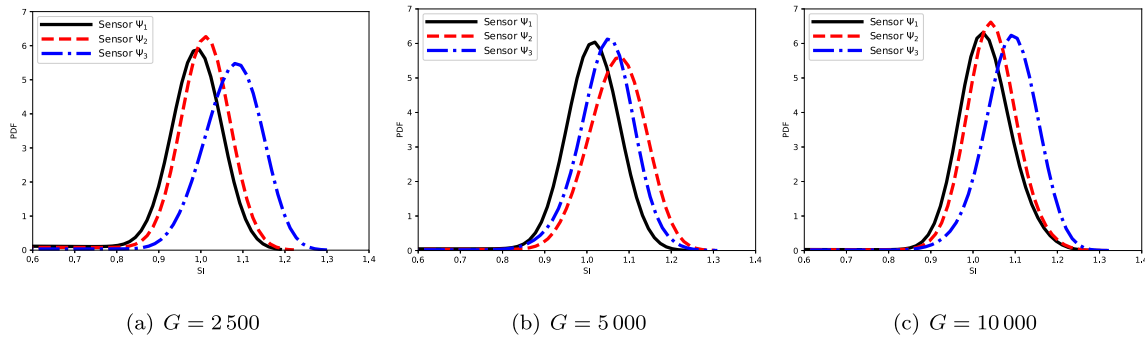 Sensor Ψ1
Sensor Ψ2
Sensor Ψ3
PDF
7
6
5
4
3
2
1
0
0,6 0,7 0,8 0,9 1,0 1,1 1,2 1,3 1,4
SI
(a) G = 2 500
Sensor Ψ1
Sensor Ψ2
Sensor Ψ3
PDF
7
6
5
4
3
2
1
0
0.6 0.7 0.8 0.9 1.0 1.1 1.2 1.3 1.4
SI
(b) G = 5 000
Sensor Ψ1
Sensor Ψ2
Sensor Ψ3
PDF
7
6
5
4
3
2
1
0
0.6 0.7 0.8 0.9 1.0 1.1 1.2 1.3 1.4
SI
(c) G = 10 000